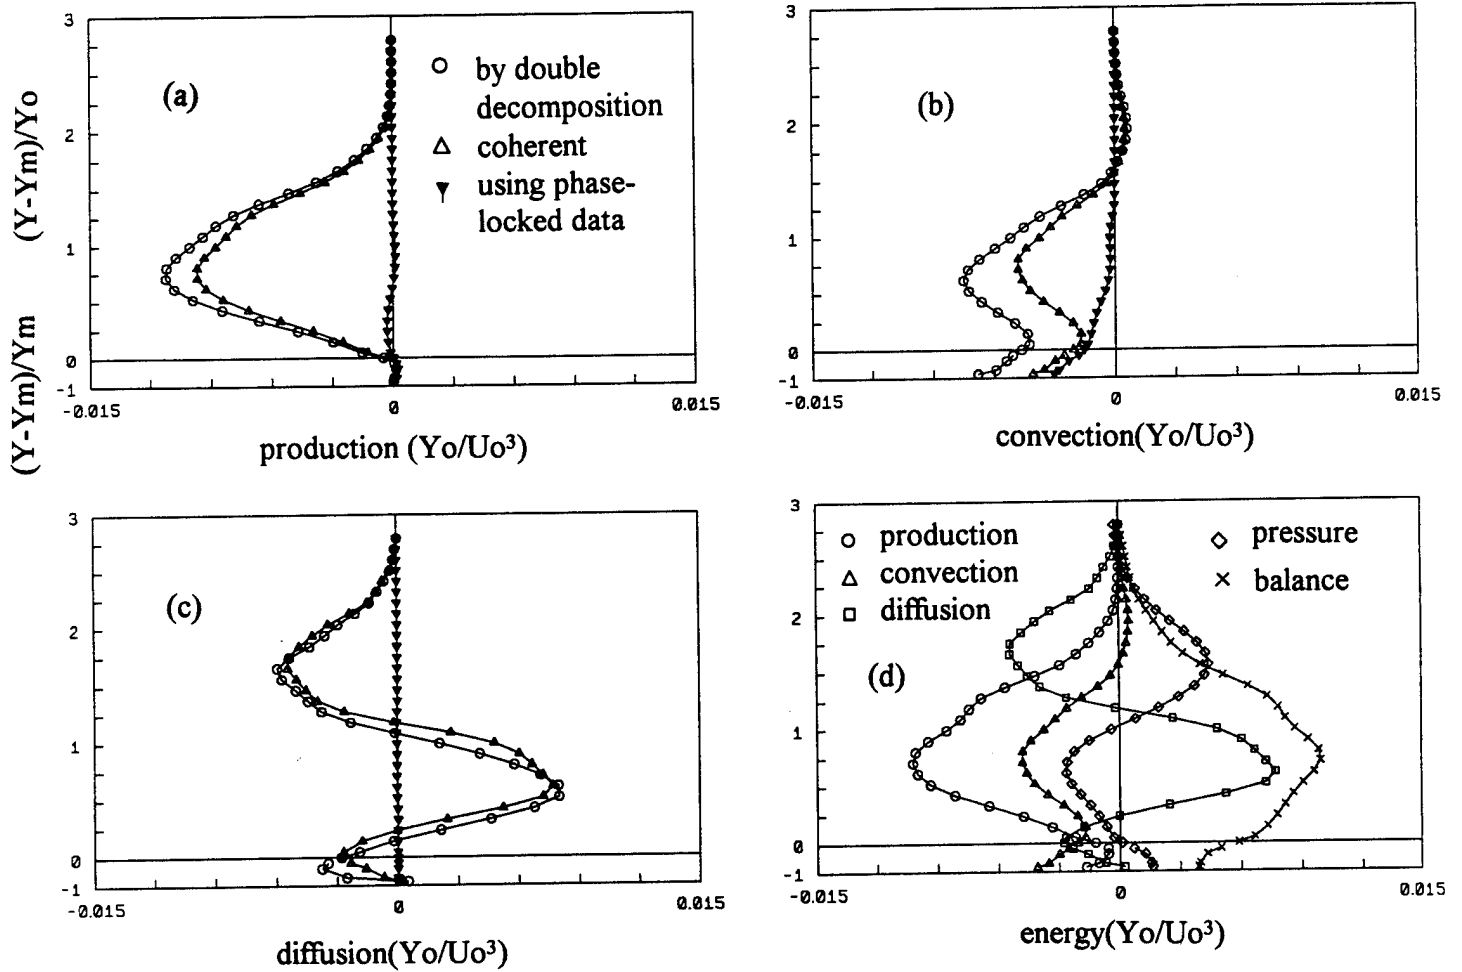 (Y-Ym)/Yo
(Y-Ym)/Ym
3
2
1
0
-1
(a)
by double
decomposition
coherent
using phase-
locked data
-0.015
0
0.015
production (Yo/Uo³)
3
2
1
0
-1
(b)
-0.015
0
0.015
convection(Yo/Uo³)
3
2
1
0
-1
(c)
-0.015
0
0.015
diffusion(Yo/Uo³)
3
2
1
0
-1
production
convection
diffusion
pressure
balance
(d)
-0.015
0
0.015
energy(Yo/Uo³)